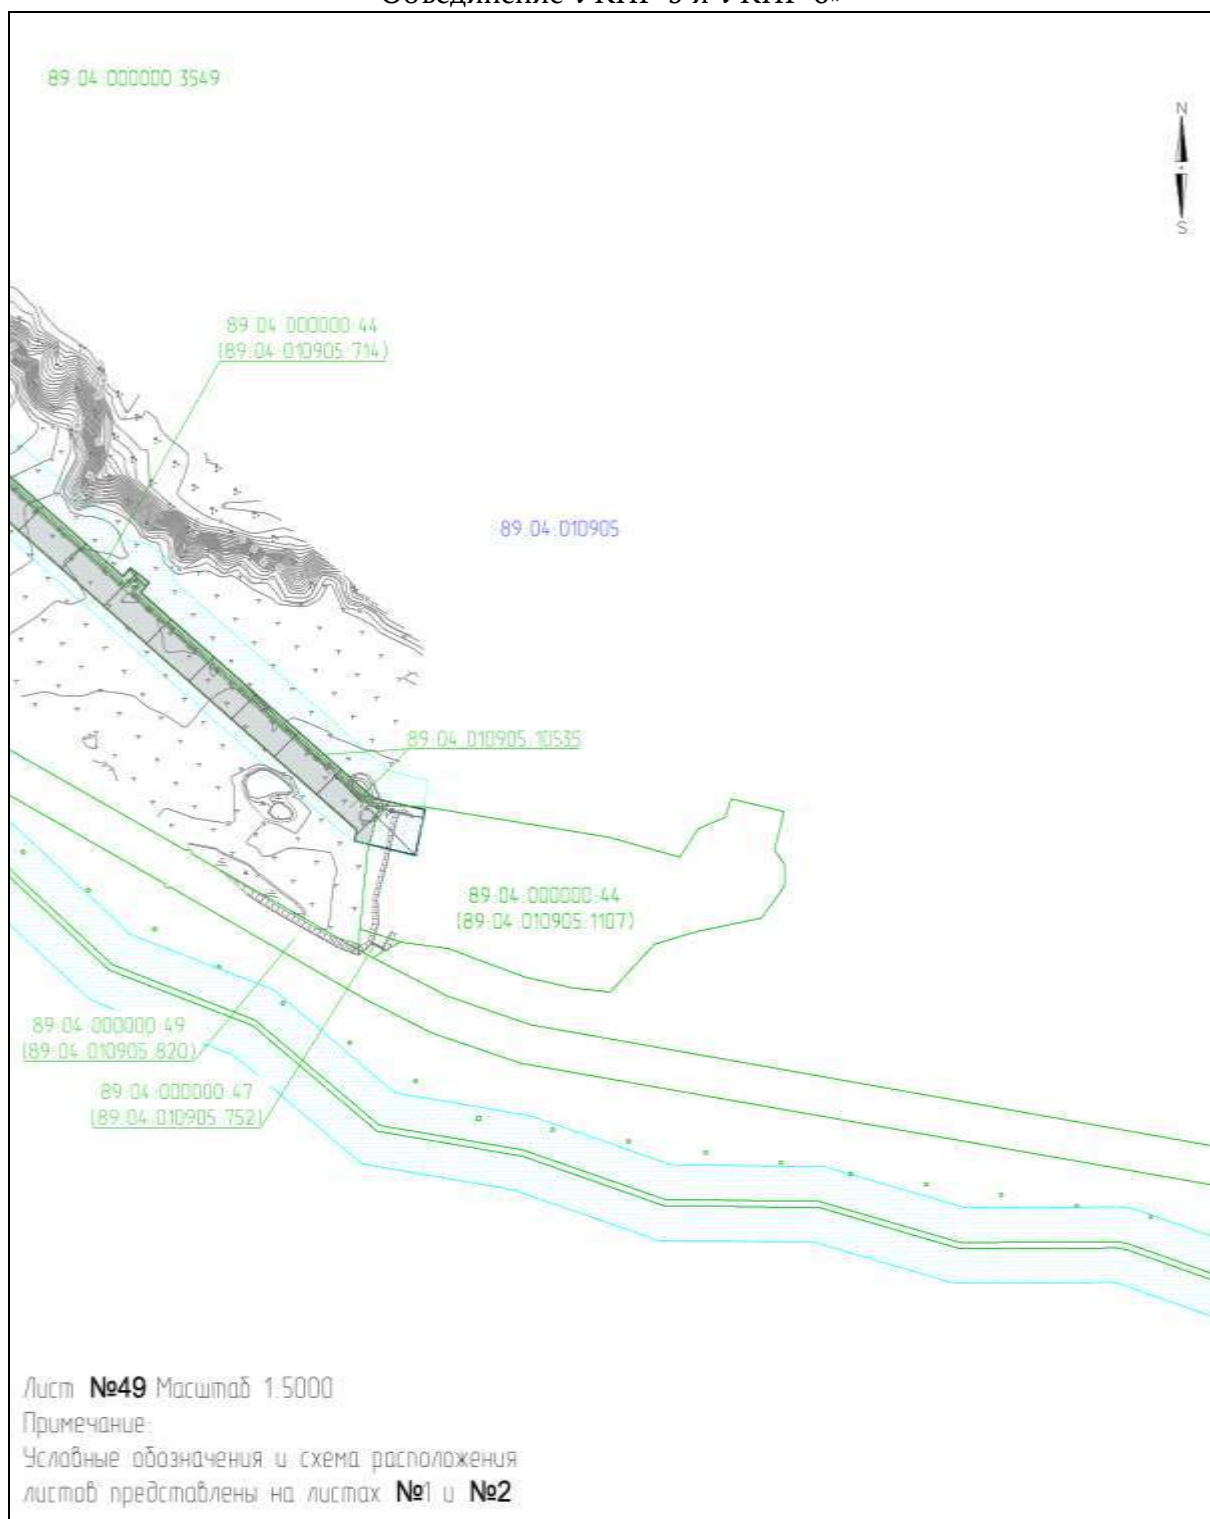 89:04:000000:3549
N
S
89:04:000000:44
(89:04:010905:714)
89:04:010905
89:04:010905:10535
89:04:000000:44
(89:04:010905:1107)
89:04:000000:49
(89:04:010905:820)
89:04:000000:47
(89:04:010905:752)
Лист №49 Масштаб 1:5000
Примечание:
Условные обозначения и схема расположения
листов представлены на листах №1 и №2